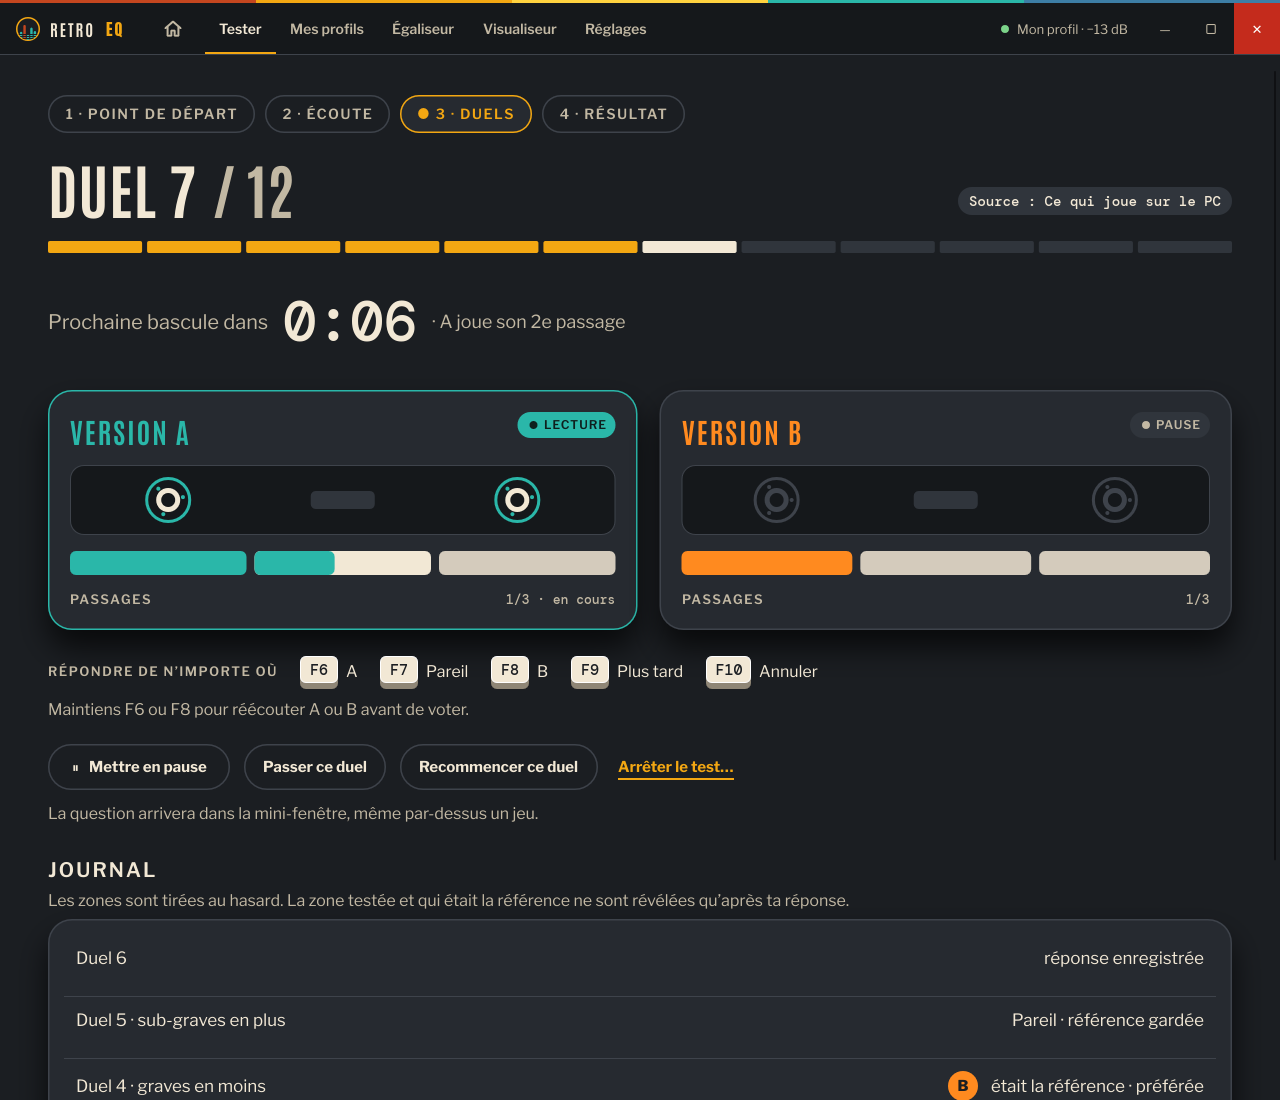 RETRO EQ
Tester
Mes profils
Égaliseur
Visualiseur
Réglages
Mon profil · −13 dB
1 · POINT DE DÉPART
2 · ÉCOUTE
3 · DUELS
4 · RÉSULTAT
DUEL 7 / 12
Source : Ce qui joue sur le PC
Prochaine bascule dans 0:06 · A joue son 2e passage
VERSION A
LECTURE
PASSAGES
1/3 · en cours
VERSION B
PAUSE
PASSAGES
1/3
RÉPONDRE DE N’IMPORTE OÙ F6 A F7 Pareil F8 B F9 Plus tard F10 Annuler
Maintiens F6 ou F8 pour réécouter A ou B avant de voter.
Mettre en pause
Passer ce duel
Recommencer ce duel
Arrêter le test…
La question arrivera dans la mini-fenêtre, même par-dessus un jeu.
JOURNAL
Les zones sont tirées au hasard. La zone testée et qui était la référence ne sont révélées qu’après ta réponse.
Duel 6
réponse enregistrée
Duel 5 · sub-graves en plus
Pareil · référence gardée
Duel 4 · graves en moins
B était la référence · préférée